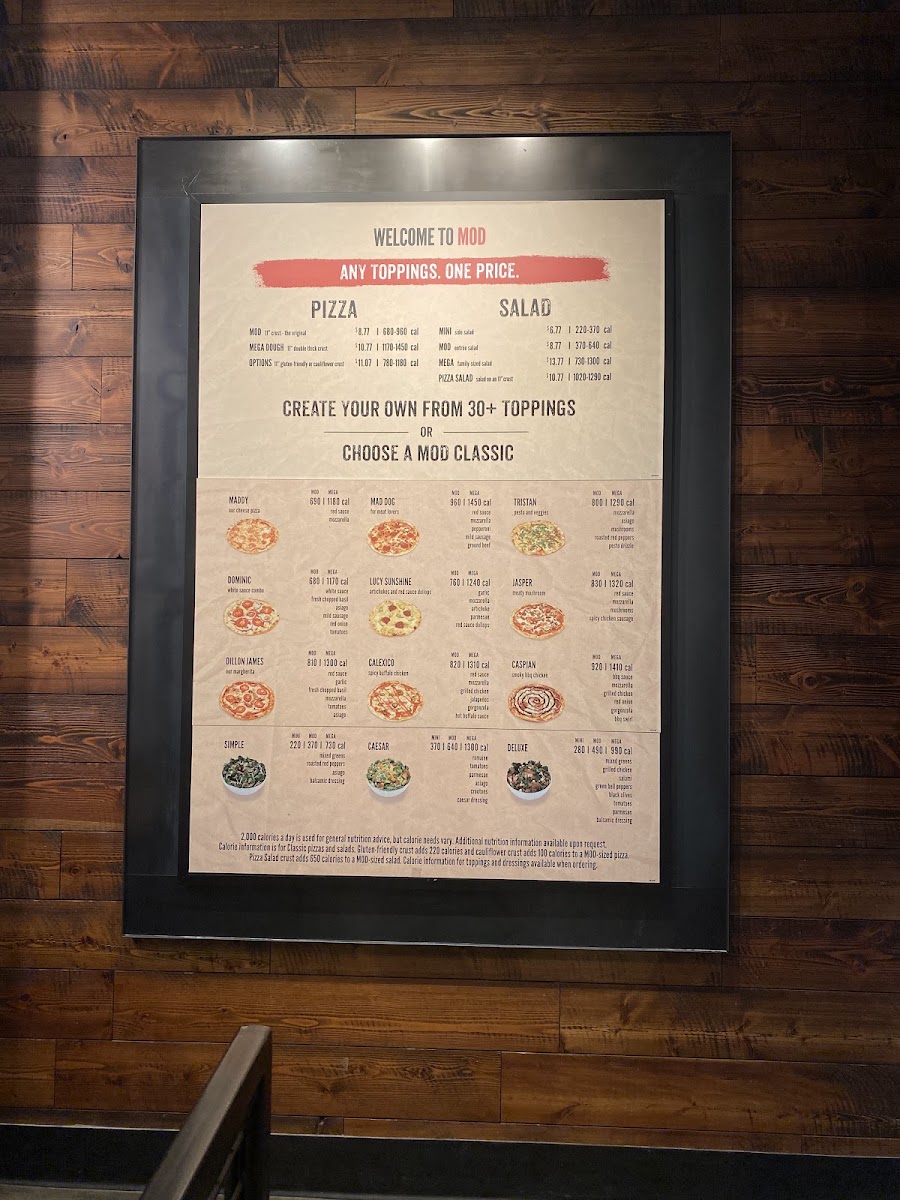 WELCOME TO MOD
ANY TOPPINGS. ONE PRICE.
PIZZA
MOD 11" crust - the original $8.77 | 680-960 cal
MEGA DOUGH 11" double thick crust $10.77 | 1170-1450 cal
OPTIONS 11" gluten friendly or cauliflower crust $11.07 | 780-1180 cal
SALAD
MINI side salad $6.77 | 220-370 cal
MOD entrée salad $8.77 | 370-640 cal
MEGA family sized salad $13.77 | 730-1300 cal
PIZZA SALAD salad on an 11" crust $10.77 | 1020-1290 cal
CREATE YOUR OWN FROM 30+ TOPPINGS
OR
CHOOSE A MOD CLASSIC
MADDY
our cheese pizza
MOD MEGA
690 | 1180 cal
red sauce
mozzarella
MAD DOG
for meat lovers
MOD MEGA
960 | 1450 cal
red sauce
mozzarella
pepperoni
mild sausage
ground beef
TRISTAN
pesto and veggies
MOD MEGA
800 | 1290 cal
mozzarella
asiago
mushrooms
roasted red peppers
pesto drizzle
DOMINIC
white sauce combo
MOD MEGA
680 | 1170 cal
white sauce
fresh chopped basil
asiago
mild sausage
red onion
tomatoes
LUCY SUNSHINE
artichokes and red sauce dollops
MOD MEGA
760 | 1240 cal
garlic
mozzarella
artichoke
parmesan
red sauce dollops
JASPER
meaty mushroom
MOD MEGA
830 | 1320 cal
red sauce
mozzarella
mushrooms
spicy chicken sausage
DILLON JAMES
our margherita
MOD MEGA
810 | 1300 cal
red sauce
garlic
fresh chopped basil
mozzarella
tomatoes
asiago
CALEXICO
spicy buffalo chicken
MOD MEGA
820 | 1310 cal
red sauce
mozzarella
grilled chicken
jalapeños
gorgonzola
hot buffalo sauce
CASPIAN
smoky bbq chicken
MOD MEGA
920 | 1410 cal
bbq sauce
mozzarella
grilled chicken
red onion
gorgonzola
bbq swirl
SIMPLE
MINI MOD MEGA
220 | 370 | 730 cal
mixed greens
roasted red peppers
asiago
balsamic dressing
CAESAR
MINI MOD MEGA
370 | 640 | 1300 cal
romaine
tomatoes
parmesan
asiago
croutons
caesar dressing
DELUXE
MINI MOD MEGA
280 | 490 | 990 cal
mixed greens
grilled chicken
salami
green bell peppers
black olives
tomatoes
parmesan
balsamic dressing
2,000 calories a day is used for general nutrition advice, but calorie needs vary. Additional nutrition information available upon request.
Calorie information is for Classic pizzas and salads. Gluten-friendly crust adds 220 calories and cauliflower crust adds 100 calories to a MOD-sized pizza.
Pizza Salad crust adds 650 calories to a MOD-sized salad. Calorie information for toppings and dressings available when ordering.